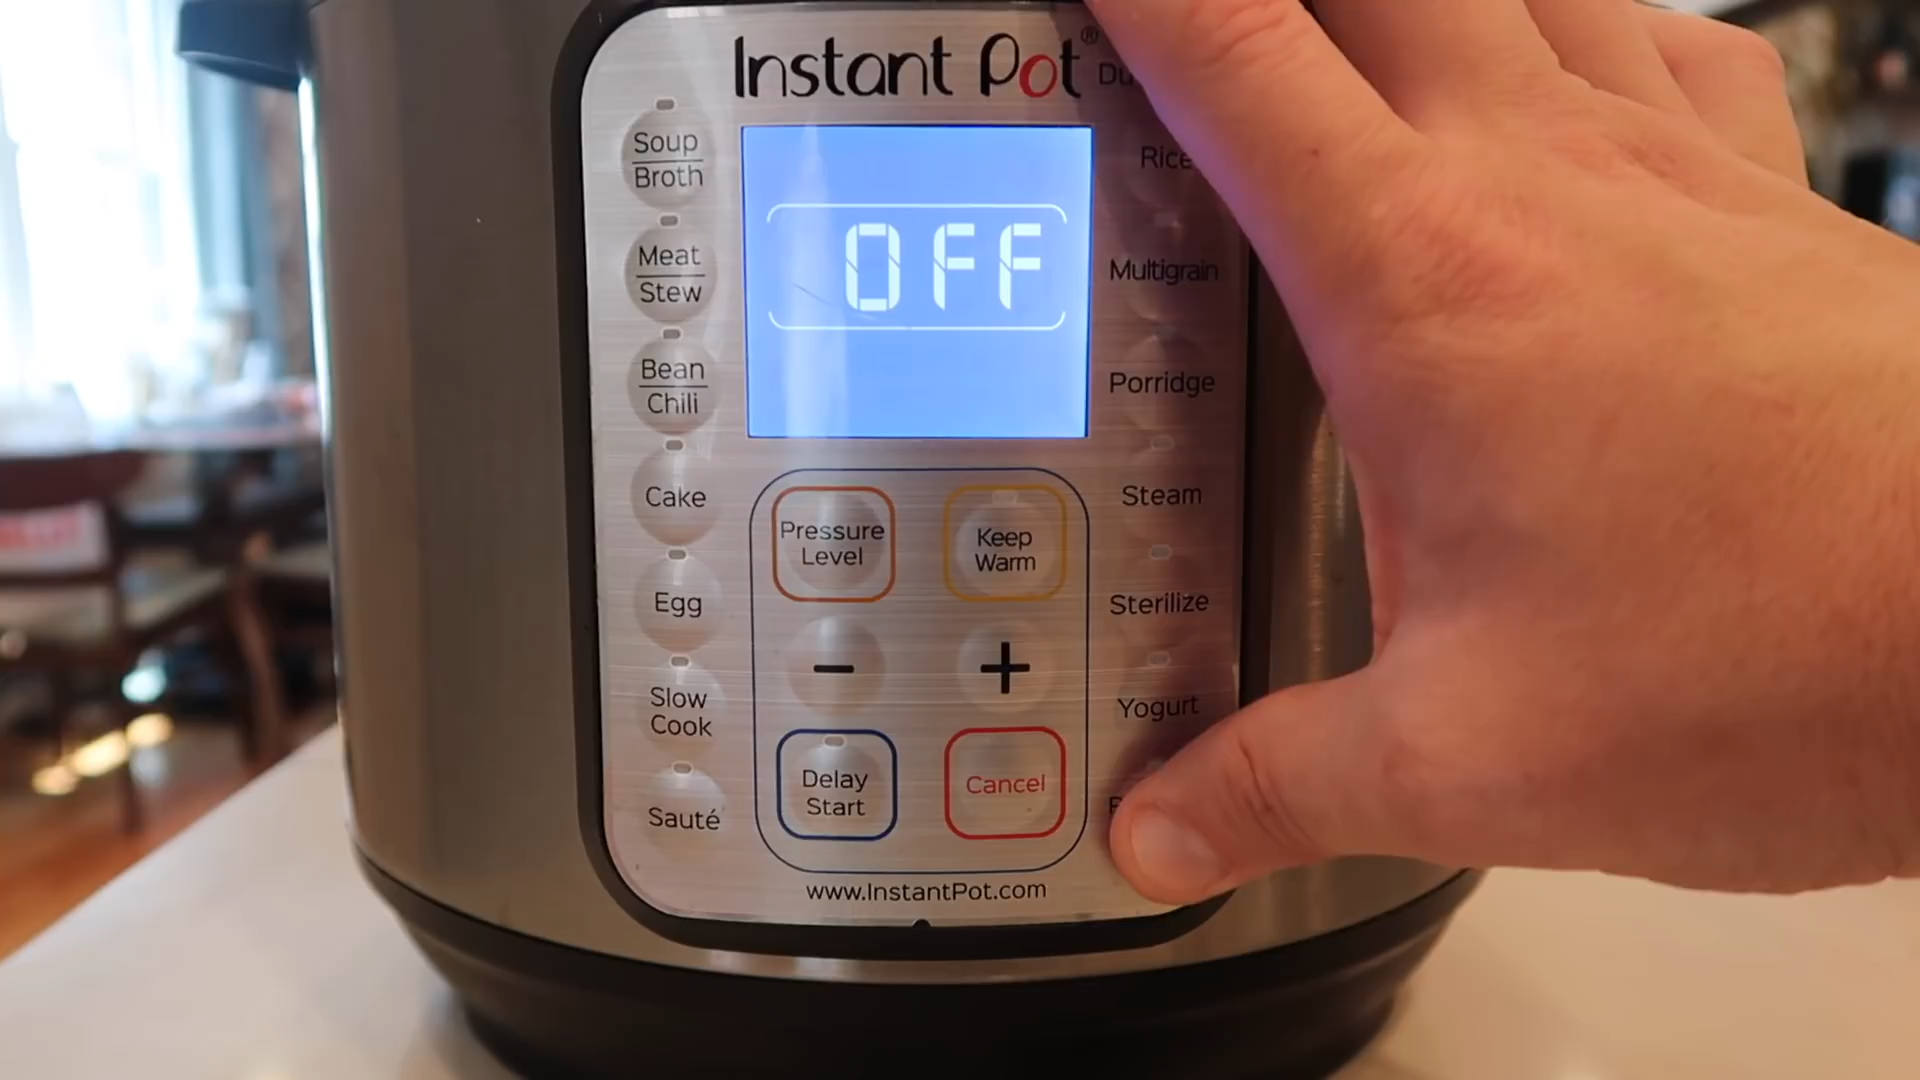 Instant Pot®
OFF
Soup
Broth
Meat
Stew
Bean
Chili
Cake
Egg
Slow
Cook
Sauté
Pressure
Level
Keep
Warm
−
+
Delay
Start
Cancel
Rice
Multigrain
Porridge
Steam
Sterilize
Yogurt
www.InstantPot.com